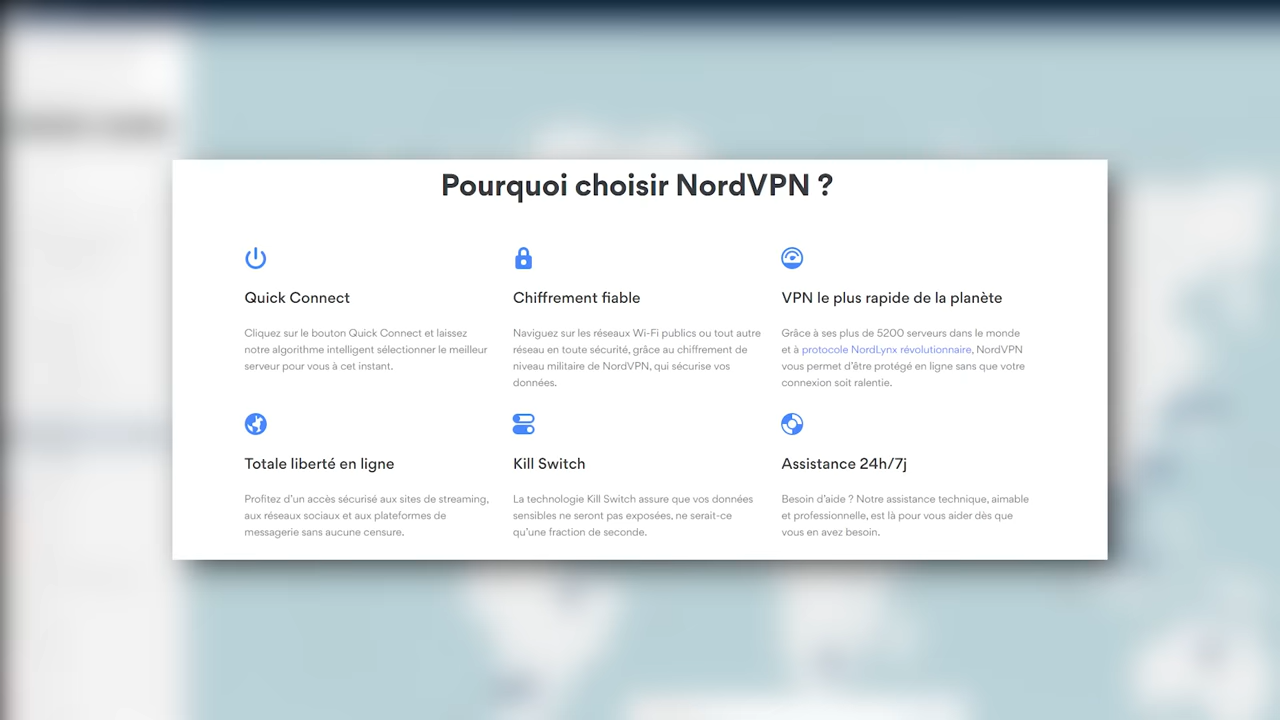 Pourquoi choisir NordVPN ?
Quick Connect
Cliquez sur le bouton Quick Connect et laissez
notre algorithme intelligent sélectionner le meilleur
serveur pour vous à cet instant.
Chiffrement fiable
Naviguez sur les réseaux Wi-Fi publics ou tout autre
réseau en toute sécurité, grâce au chiffrement de
niveau militaire de NordVPN, qui sécurise vos
données.
VPN le plus rapide de la planète
Grâce à ses plus de 5200 serveurs dans le monde
et à protocole NordLynx révolutionnaire, NordVPN
vous permet d'être protégé en ligne sans que votre
connexion soit ralentie.
Totale liberté en ligne
Profitez d'un accès sécurisé aux sites de streaming,
aux réseaux sociaux et aux plateformes de
messagerie sans aucune censure.
Kill Switch
La technologie Kill Switch assure que vos données
sensibles ne seront pas exposées, ne serait-ce
qu'une fraction de seconde.
Assistance 24h/7j
Besoin d'aide ? Notre assistance technique, aimable
et professionnelle, est là pour vous aider dès que
vous en avez besoin.